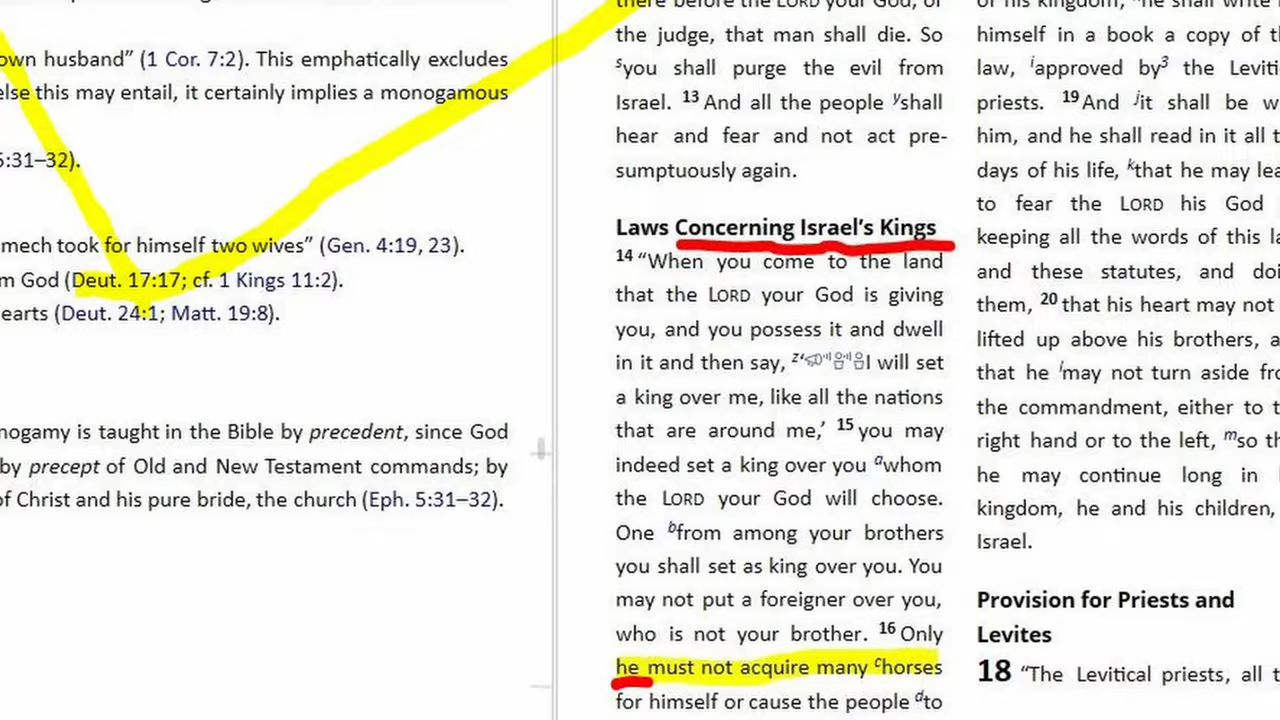 own husband” (1 Cor. 7:2). This emphatically excludes
else this may entail, it certainly implies a monogamous
5:31–32).
mech took for himself two wives” (Gen. 4:19, 23).
m God (Deut. 17:17; cf. 1 Kings 11:2).
earts (Deut. 24:1; Matt. 19:8).
nogamy is taught in the Bible by precedent, since God
by precept of Old and New Testament commands; by
of Christ and his pure bride, the church (Eph. 5:31–32).
there before the LORD your God, or
the judge, that man shall die. So
s you shall purge the evil from
Israel. 13 And all the people y shall
hear and fear and not act pre-
sumptuously again.
Laws Concerning Israel’s Kings
14 “When you come to the land
that the LORD your God is giving
you, and you possess it and dwell
in it and then say, z ‘I will set
a king over me, like all the nations
that are around me,’ 15 you may
indeed set a king over you a whom
the LORD your God will choose.
One b from among your brothers
you shall set as king over you. You
may not put a foreigner over you,
who is not your brother. 16 Only
he must not acquire many c horses
for himself or cause the people d to
of his kingdom, he shall write
himself in a book a copy of th
law, i approved by 3 the Leviti
priests. 19 And j it shall be w
him, and he shall read in it all t
days of his life, k that he may lea
to fear the LORD his God
keeping all the words of this la
and these statutes, and doi
them, 20 that his heart may not
lifted up above his brothers, a
that he l may not turn aside fro
the commandment, either to t
right hand or to the left, m so th
he may continue long in
kingdom, he and his children,
Israel.
Provision for Priests and
Levites
18 “The Levitical priests, all t